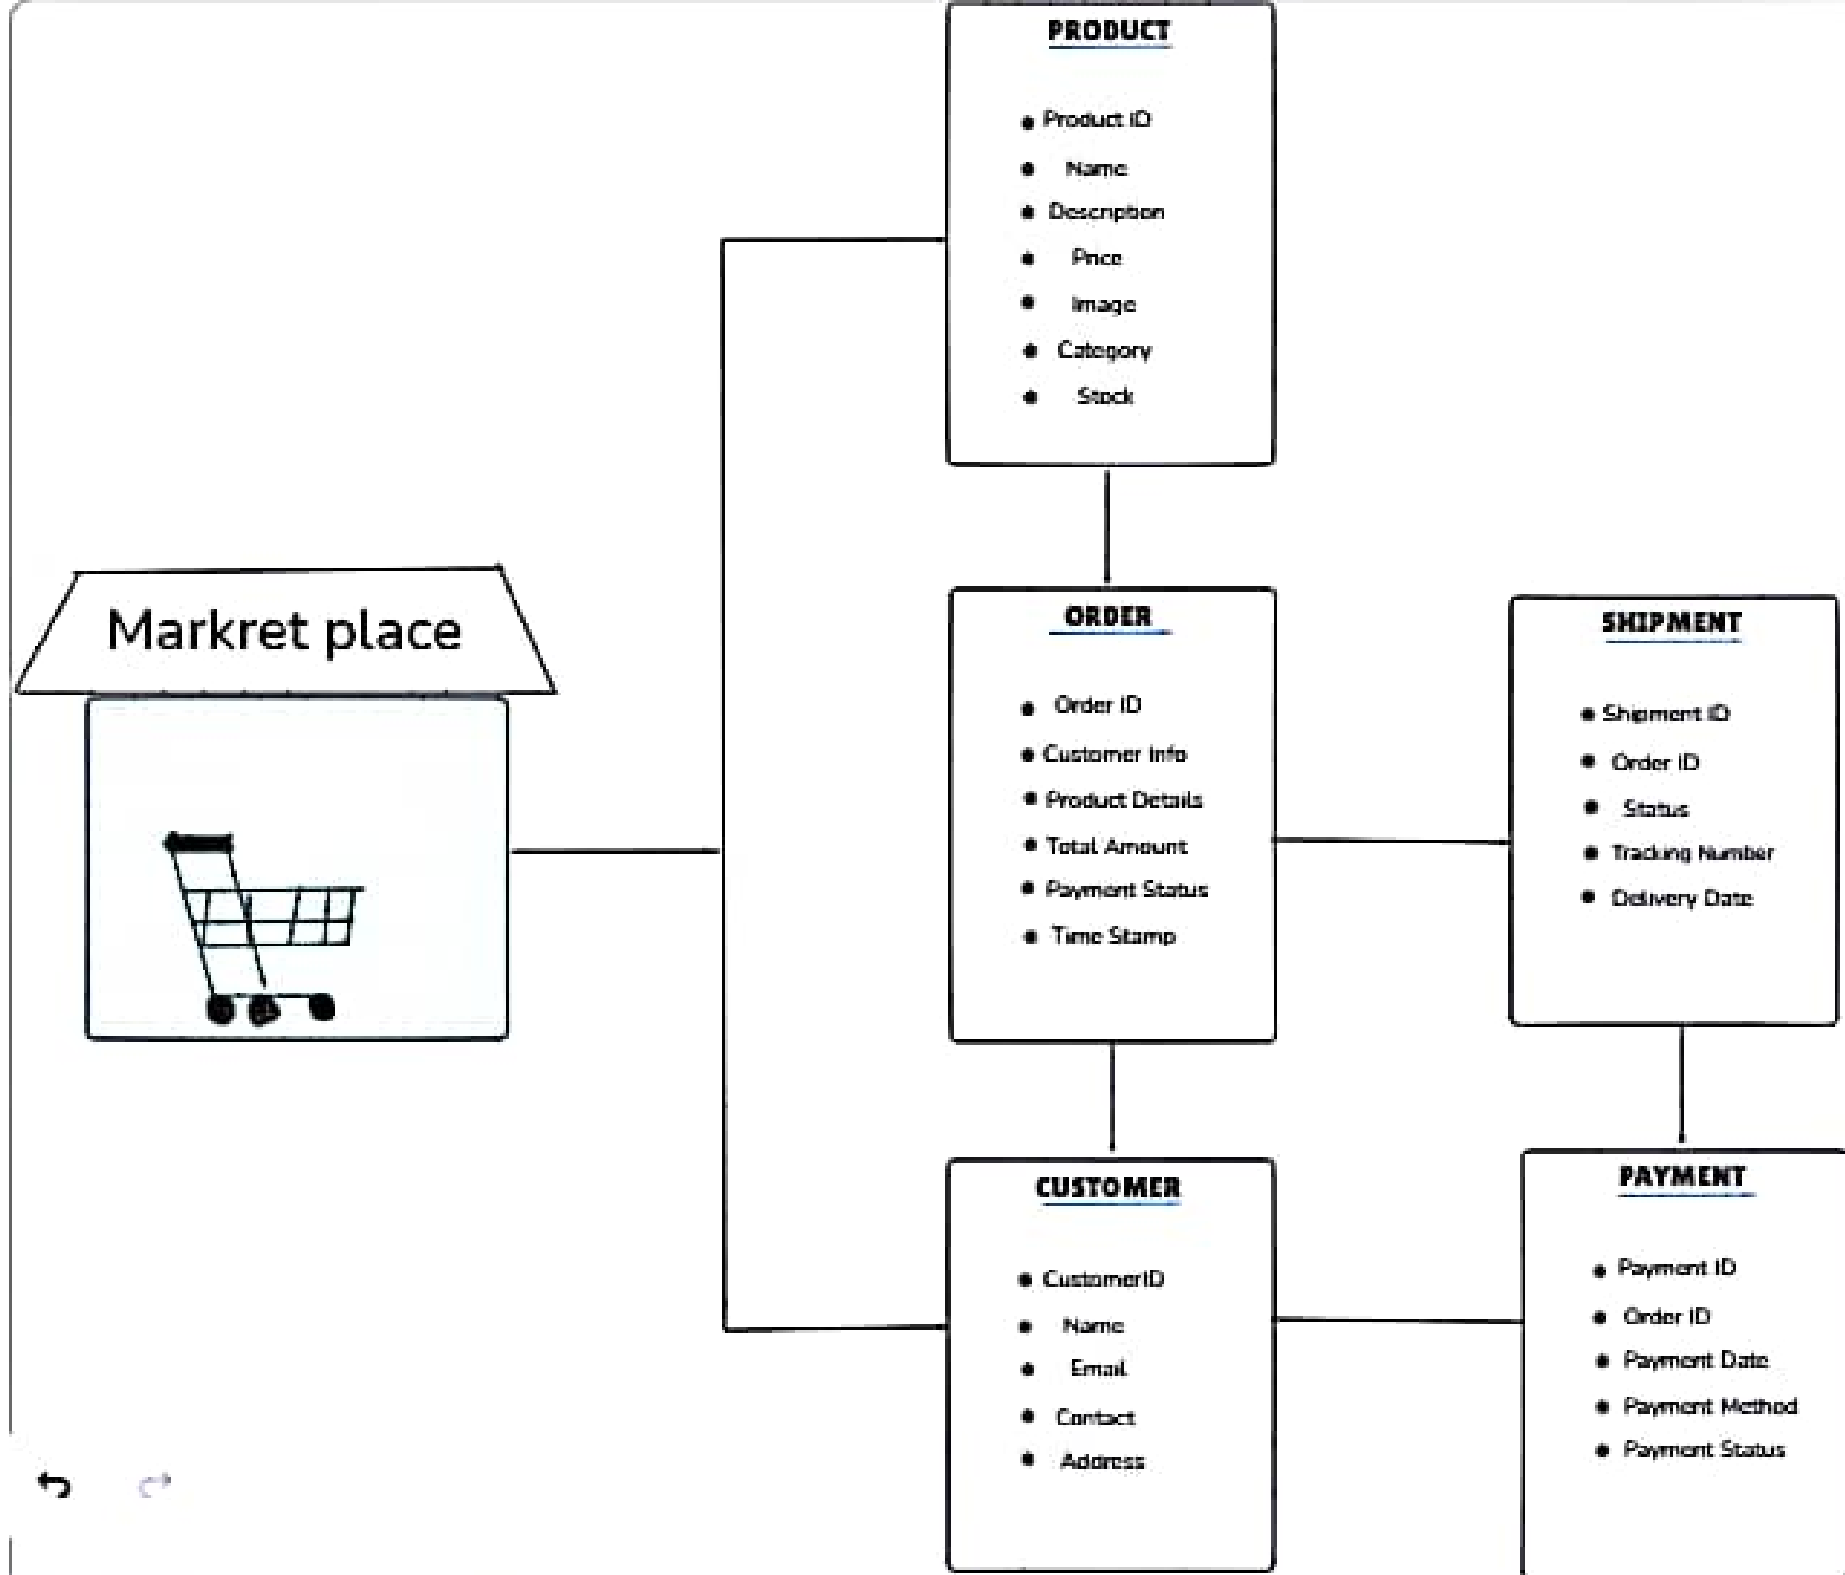 PRODUCT
Product ID
Name
Description
Price
Image
Category
Stock
Markret place
ORDER
Order ID
Customer Info
Product Details
Total Amount
Payment Status
Time Stamp
SHIPMENT
Shipment ID
Order ID
Status
Tracking Number
Delivery Date
CUSTOMER
CustomerID
Name
Email
Contact
Address
PAYMENT
Payment ID
Order ID
Payment Date
Payment Method
Payment Status